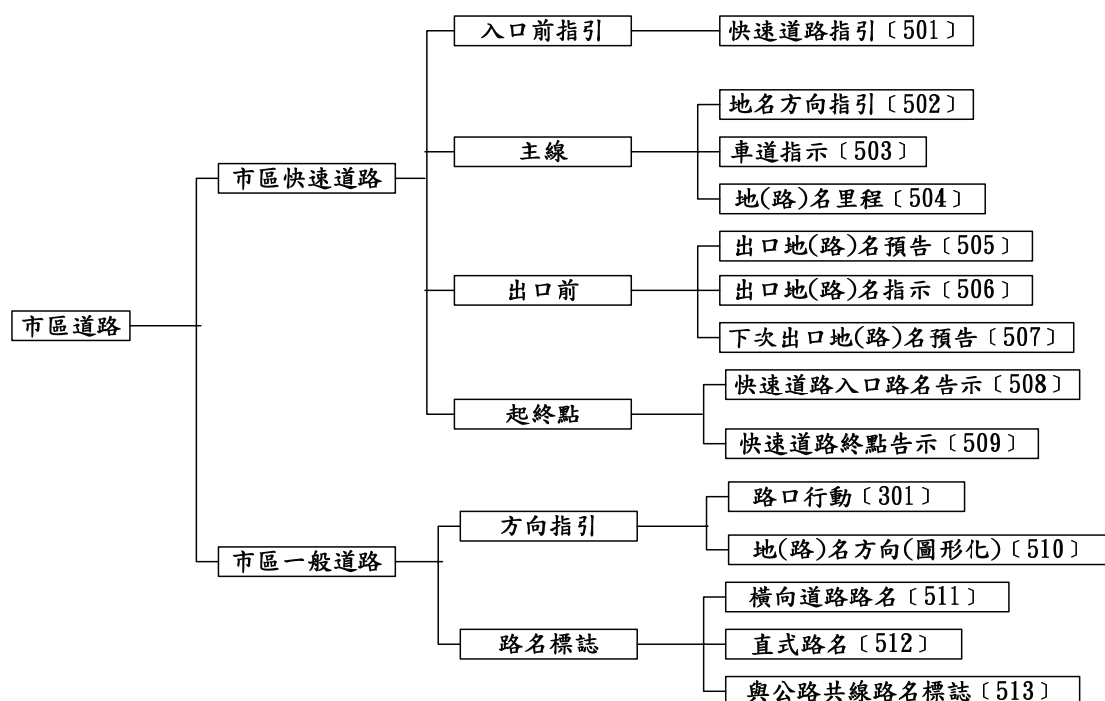 市區道路
市區快速道路
入口前指引
快速道路指引〔501〕
主線
地名方向指引〔502〕
車道指示〔503〕
地(路)名里程〔504〕
出口前
出口地(路)名預告〔505〕
出口地(路)名指示〔506〕
下次出口地(路)名預告〔507〕
起終點
快速道路入口路名告示〔508〕
快速道路終點告示〔509〕
市區一般道路
方向指引
路口行動〔301〕
地(路)名方向(圖形化)〔510〕
路名標誌
橫向道路路名〔511〕
直式路名〔512〕
與公路共線路名標誌〔513〕